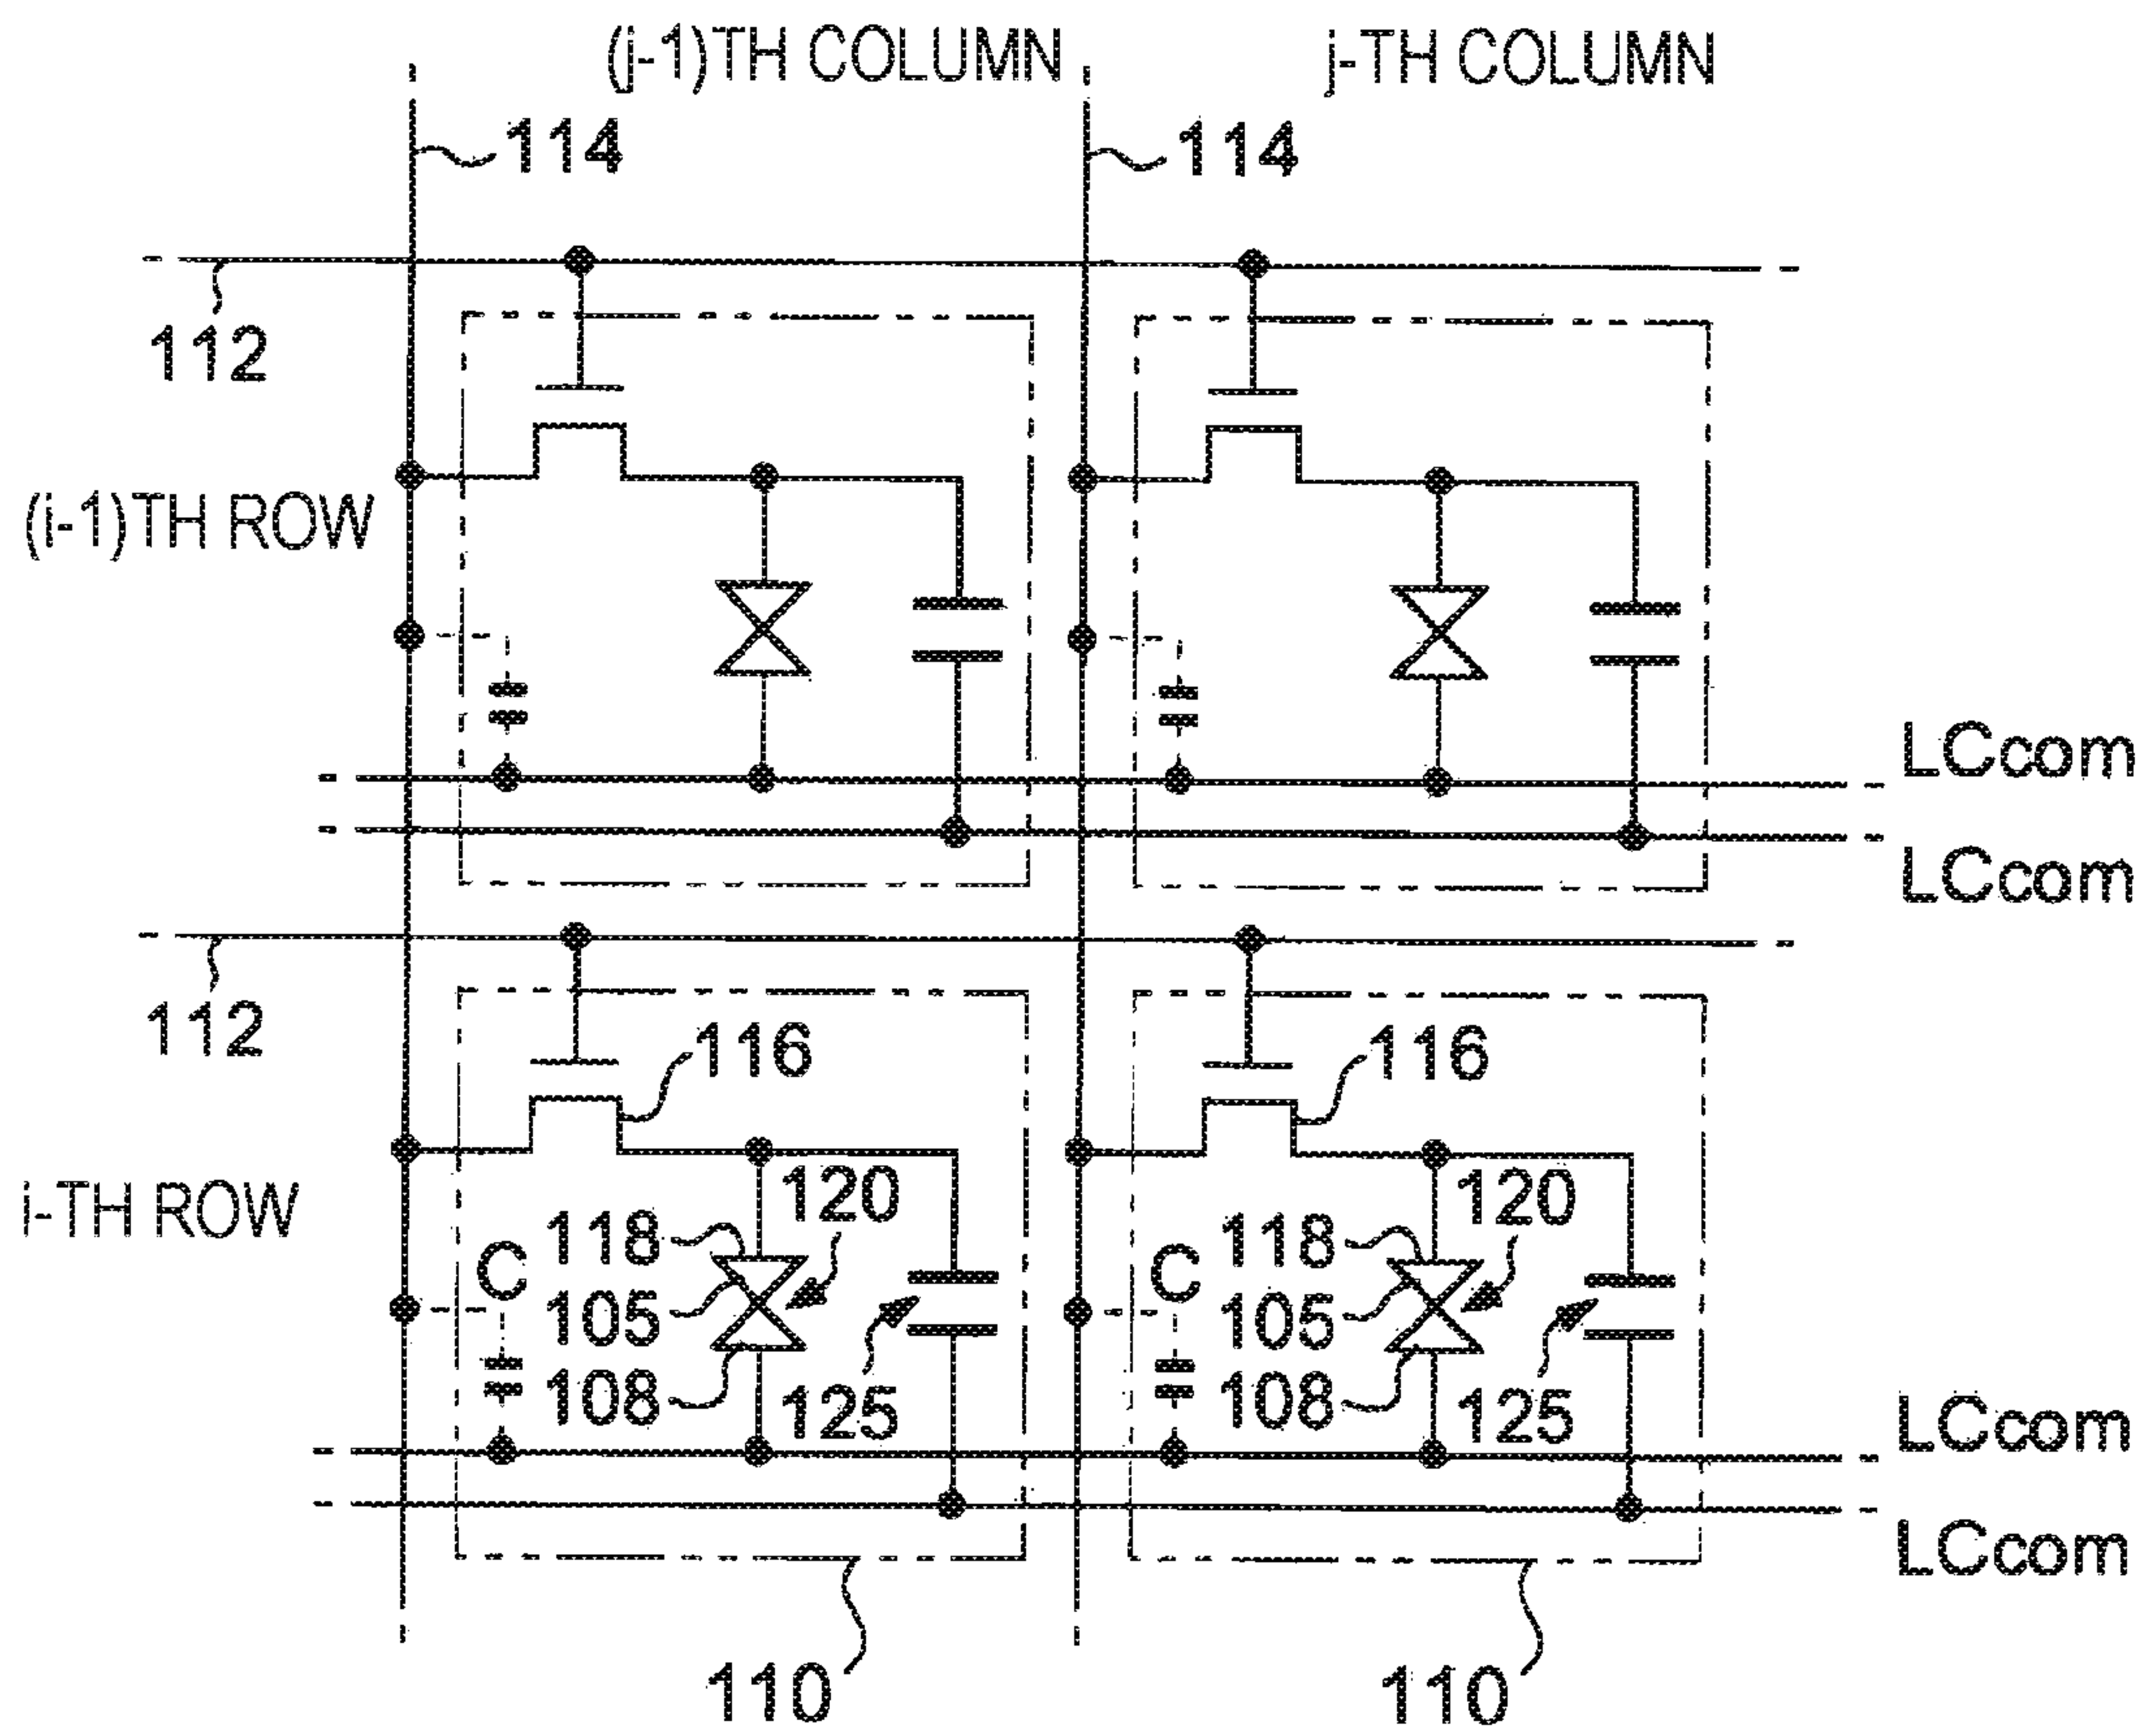 (j-1)TH COLUMN
j-TH COLUMN
114
114
112
(i-1)TH ROW
LCcom
LCcom
112
116
116
i-TH ROW
120
120
118
118
C
C
105
105
108
108
125
125
LCcom
LCcom
110
110